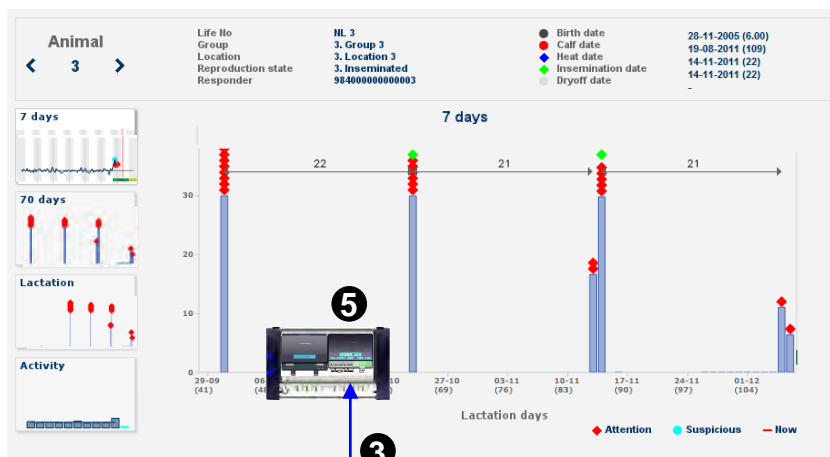 Animal
3
Life No NL 3
Group 3. Group 3
Location 3. Location 3
Reproduction state 3. Inseminated
Responder 984000000000003
Birth date 28-11-2005 (6.00)
Calf date 19-08-2011 (109)
Heat date 14-11-2011 (22)
Insemination date 14-11-2011 (22)
Dryoff date -
7 days
70 days
Lactation
Activity
7 days
22 21 21
30
20
10
0
29-09 27-10 03-11 10-11 17-11 24-11 01-12
(41) (69) (76) (83) (90) (97) (104)
5
3
Lactation days
Attention Suspicious Now